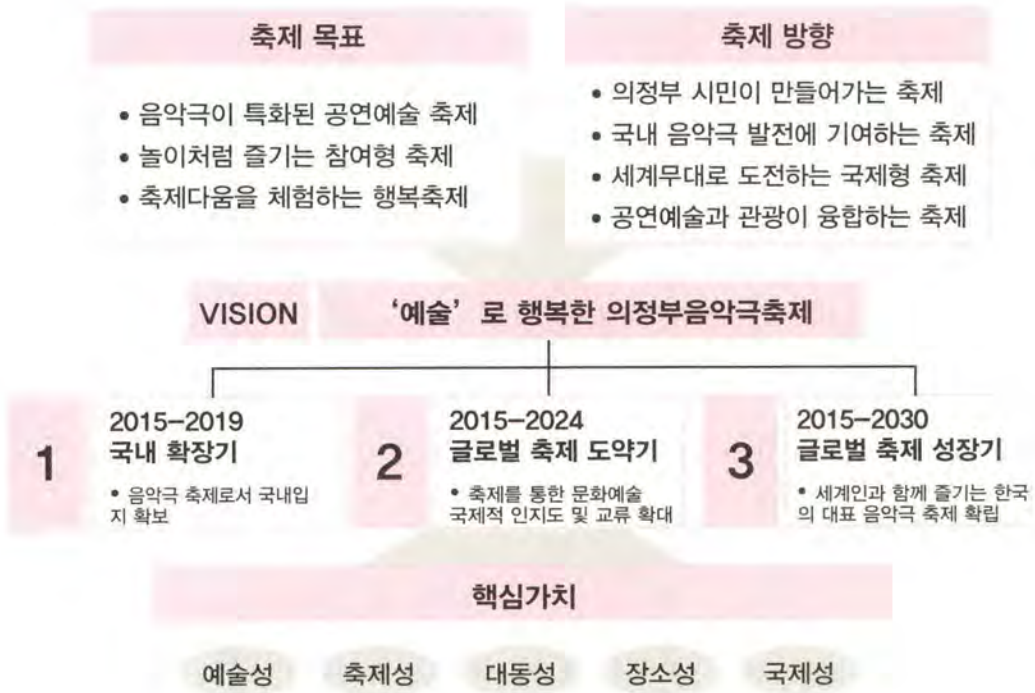 축제 목표
• 음악극이 특화된 공연예술 축제
• 놀이처럼 즐기는 참여형 축제
• 축제다움을 체험하는 행복축제
축제 방향
• 의정부 시민이 만들어가는 축제
• 국내 음악극 발전에 기여하는 축제
• 세계무대로 도전하는 국제형 축제
• 공연예술과 관광이 융합하는 축제
VISION
‘예술’ 로 행복한 의정부음악극축제
1
2015–2019
국내 확장기
• 음악극 축제로서 국내입
지 확보
2
2015–2024
글로벌 축제 도약기
• 축제를 통한 문화예술
국제적 인지도 및 교류 확대
3
2015–2030
글로벌 축제 성장기
• 세계인과 함께 즐기는 한국
의 대표 음악극 축제 확립
핵심가치
예술성 축제성 대동성 장소성 국제성